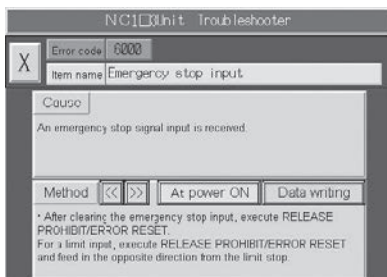 NC1□3Unit Troubleshooter
X
Error code 6000
Item name Emergency stop input
Cause
An emergency stop signal input is received.
Method << >> At power ON Data writing
・After clearing the emergency stop input, execute RELEASE
PROHIBIT/ERROR RESET.
For a limit input, execute RELEASE PROHIBIT/ERROR RESET
and feed in the opposite direction from the limit stop.